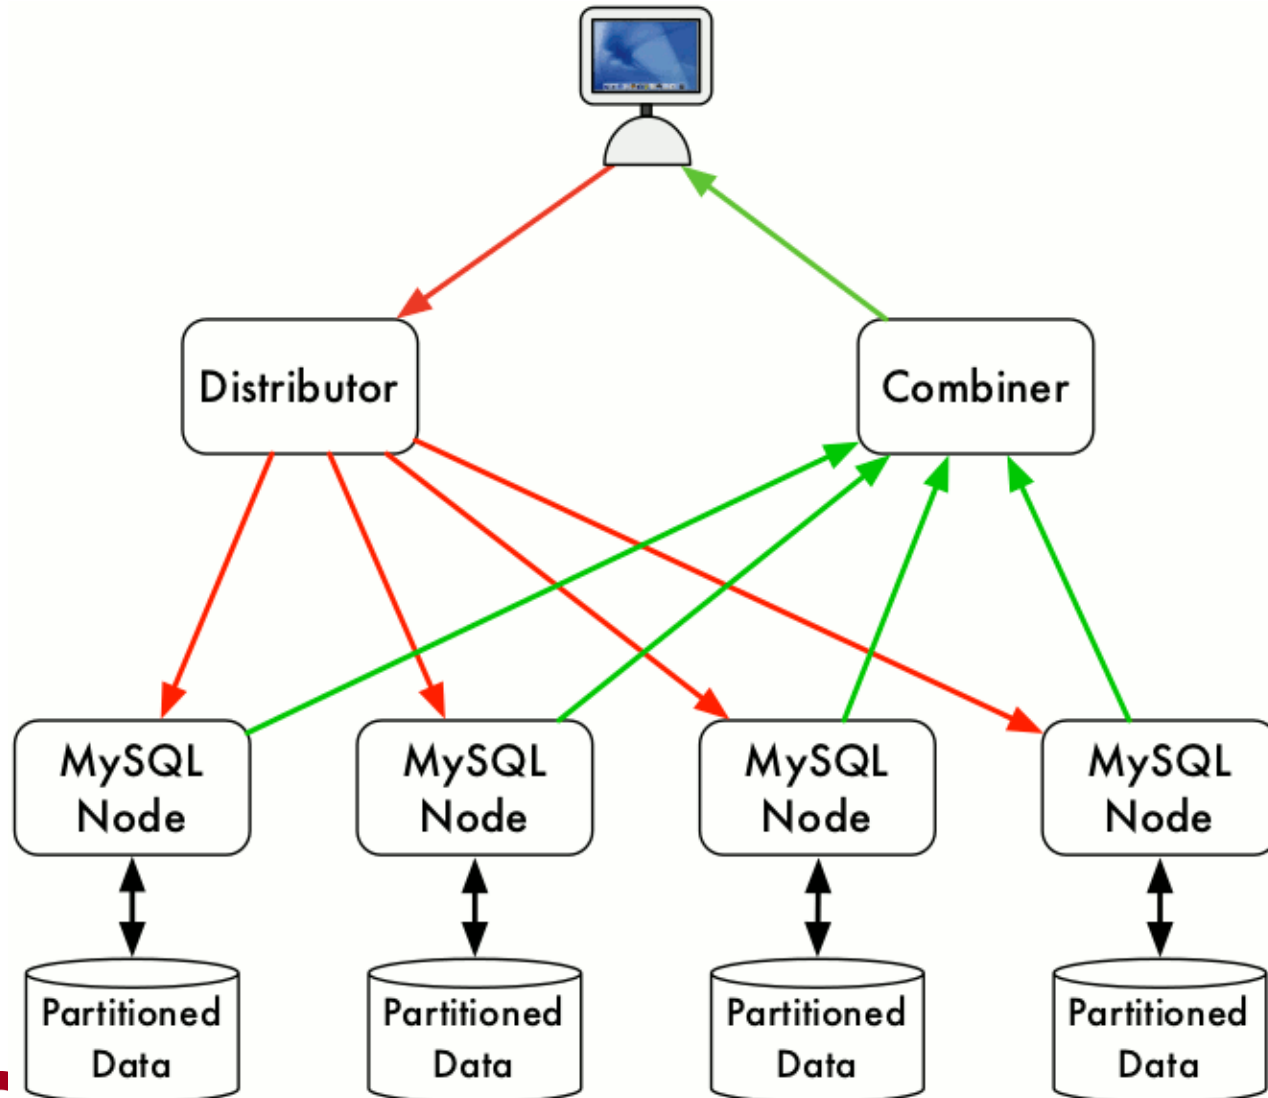 Distributor
Combiner
MySQL
Node
MySQL
Node
MySQL
Node
MySQL
Node
Partitioned
Data
Partitioned
Data
Partitioned
Data
Partitioned
Data